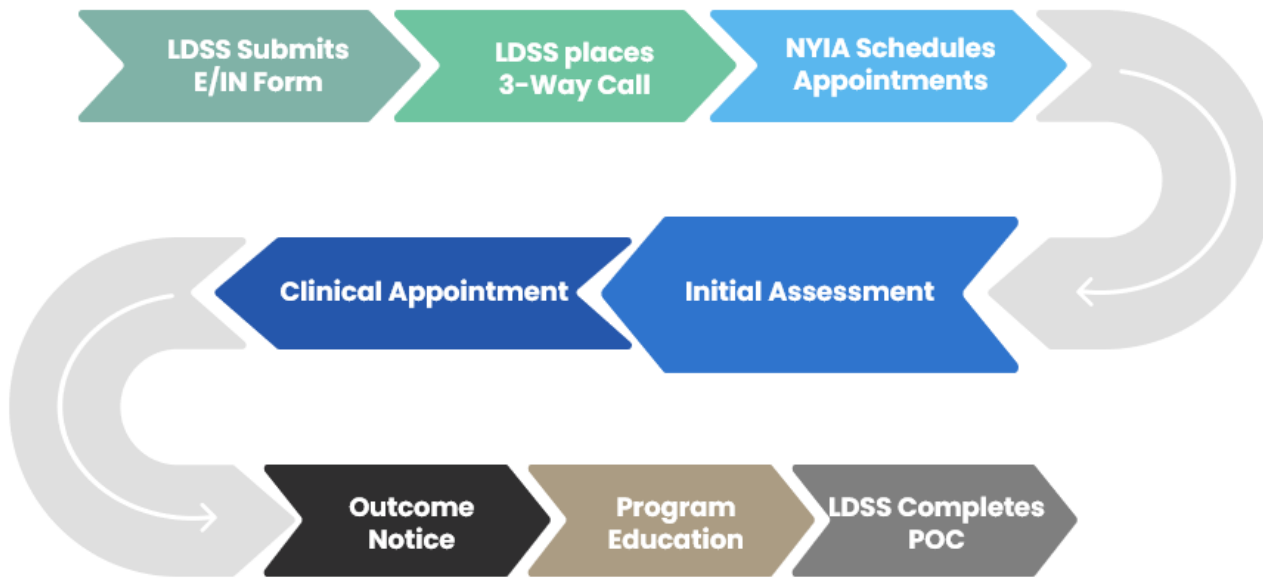 LDSS Submits
E/IN Form
LDSS places
3-Way Call
NYIA Schedules
Appointments
Initial Assessment
Clinical Appointment
Outcome
Notice
Program
Education
LDSS Completes
POC